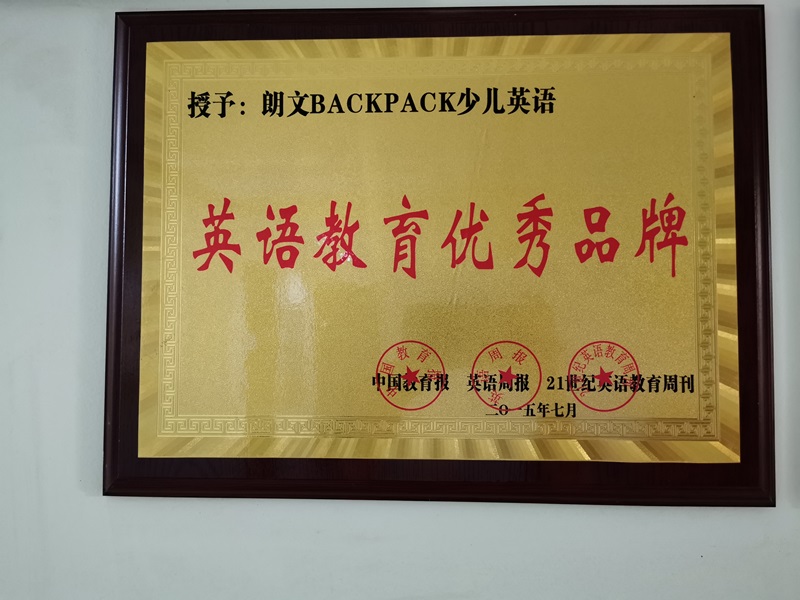 授予：朗文BACKPACK少儿英语
英语教育优秀品牌
中国教育报 英语周报 21世纪英语教育周刊
二〇一五年七月